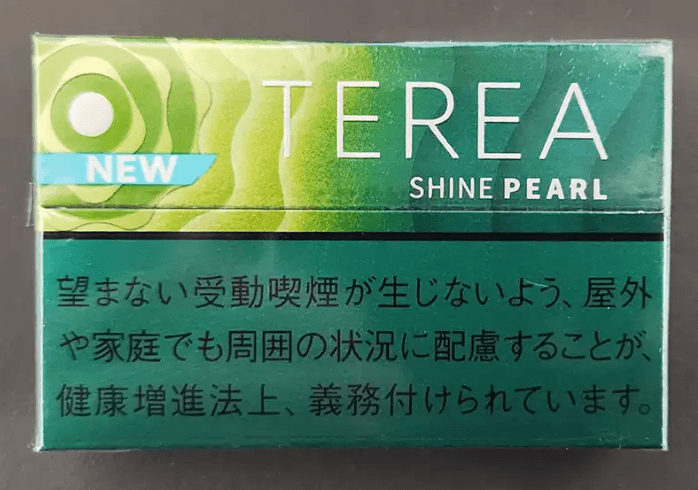 TEREA
NEW
SHINE PEARL
望まない受動喫煙が生じないよう、屋外
や家庭でも周囲の状況に配慮することが、
健康増進法上、義務付けられています。